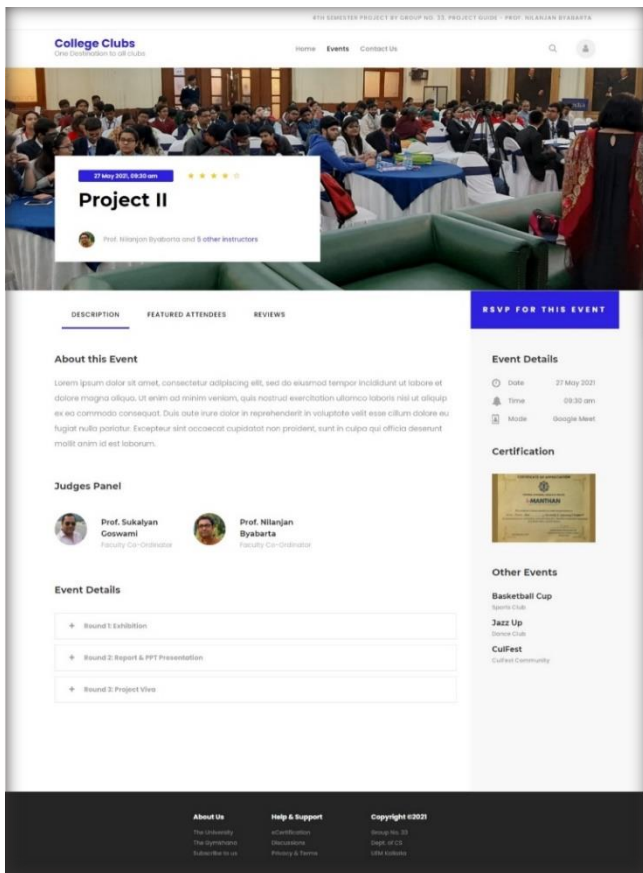 4TH SEMESTER PROJECT BY GROUP NO. 33, PROJECT GUIDE - PROF. NILANJAN BYABARTA
College Clubs
One Destination to all clubs
Home Events Contact Us
27 May 2021, 09:30 am
Project II
Prof. Nilanjan Byabarta and 5 other instructors
DESCRIPTION FEATURED ATTENDEES REVIEWS
RSVP FOR THIS EVENT
About this Event
Lorem ipsum dolor sit amet, consectetur adipiscing elit, sed do eiusmod tempor incididunt ut labore et
dolore magna aliqua. Ut enim ad minim veniam, quis nostrud exercitation ullamco laboris nisi ut aliquip
ex ea commodo consequat. Duis aute irure dolor in reprehenderit in voluptate velit esse cillum dolore eu
fugiat nulla pariatur. Excepteur sint occaecat cupidatat non proident, sunt in culpa qui officia deserunt
mollit anim id est laborum.
Judges Panel
Prof. Sukalyan
Goswami
Faculty Co-Ordinator
Prof. Nilanjan
Byabarta
Faculty Co-Ordinator
Event Details
+ Round 1: Exhibition
+ Round 2: Report & PPT Presentation
+ Round 3: Project Viva
Event Details
Date 27 May 2021
Time 09:30 am
Mode Google Meet
Certification
CERTIFICATE OF APPRECIATION
i-MANTHAN
Other Events
Basketball Cup
Sports Club
Jazz Up
Dance Club
CulFest
CulFest Community
About Us
The University
The Gymkhana
Subscribe to us
Help & Support
eCertification
Discussions
Privacy & Terms
Copyright ©2021
Group No. 33
Dept. of CS
UEM Kolkata